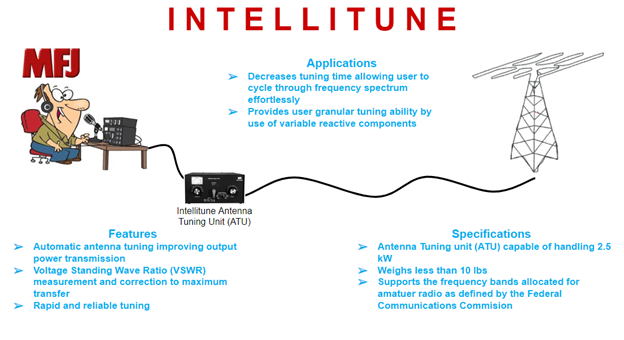 INTELLITUNE
MFJ
Applications
➢ Decreases tuning time allowing user to
cycle through frequency spectrum
effortlessly
➢ Provides user granular tuning ability by
use of variable reactive components
Intellitune Antenna
Tuning Unit (ATU)
Features
➢ Automatic antenna tuning improving output
power transmission
➢ Voltage Standing Wave Ratio (VSWR)
measurement and correction to maximum
transfer
➢ Rapid and reliable tuning
Specifications
➢ Antenna Tuning unit (ATU) capable of handling 2.5
kW
➢ Weighs less than 10 lbs
➢ Supports the frequency bands allocated for
amatuer radio as defined by the Federal
Communications Commision